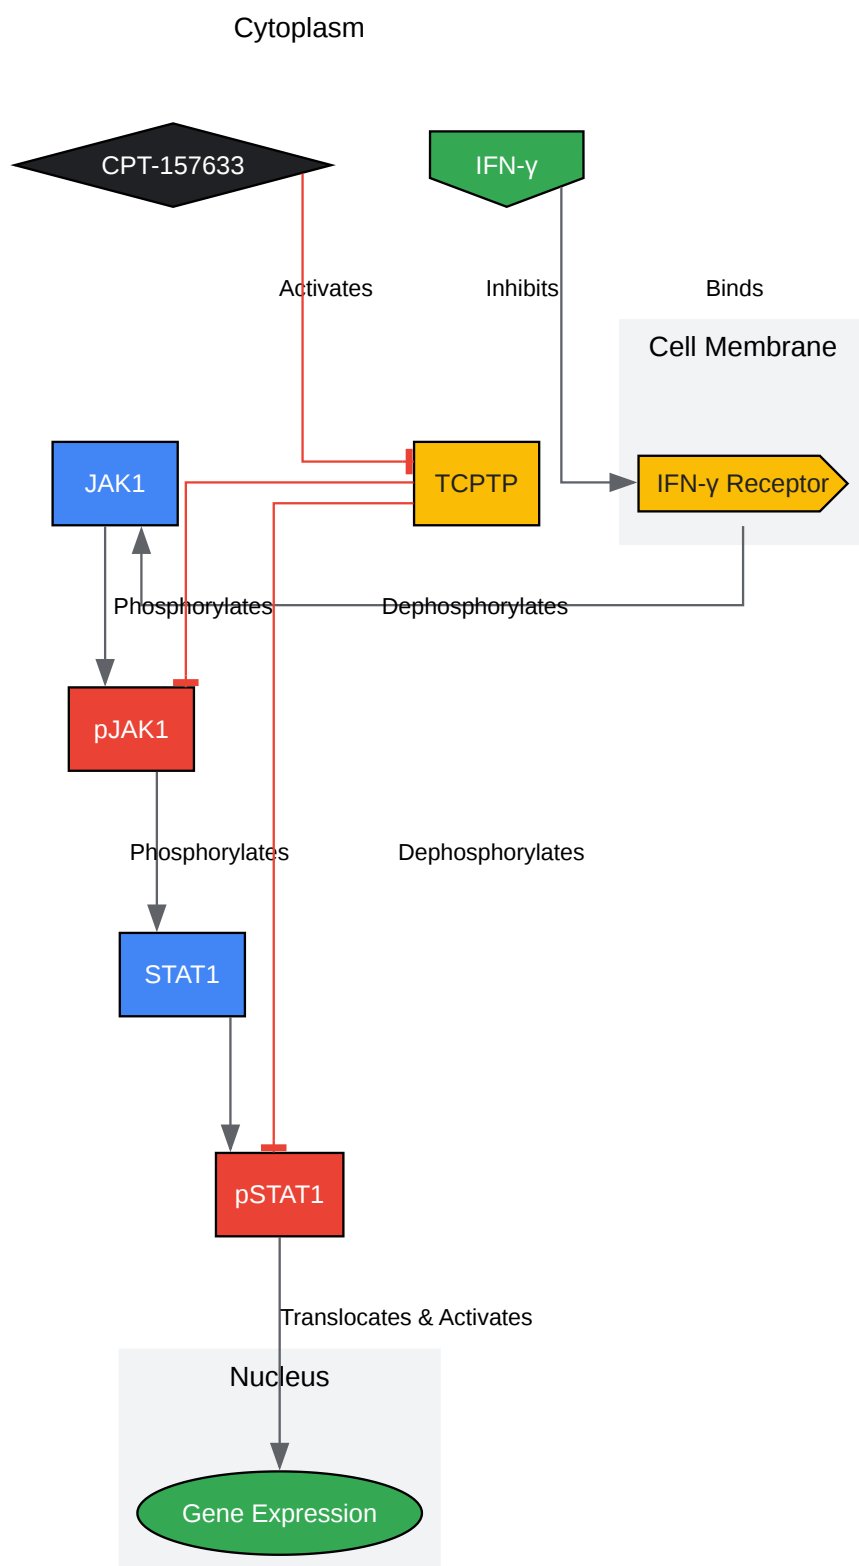 Cytoplasm
CPT-157633
IFN-γ
Activates
Inhibits
Binds
Cell Membrane
JAK1
TCPTP
IFN-γ Receptor
Phosphorylates
Dephosphorylates
pJAK1
Phosphorylates
Dephosphorylates
STAT1
pSTAT1
Translocates & Activates
Nucleus
Gene Expression